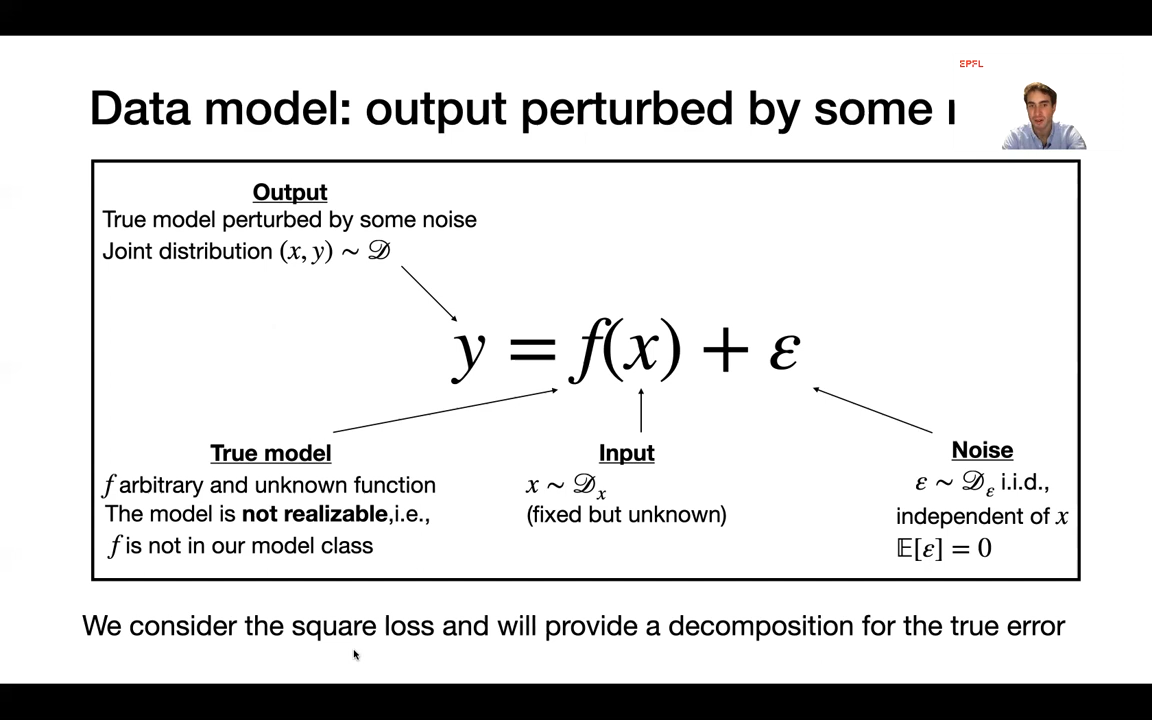 EPFL
Data model: output perturbed by some
Output
True model perturbed by some noise
Joint distribution (x, y) ∼ 𝒟
y = f(x) + ε
True model
f arbitrary and unknown function
The model is not realizable,i.e.,
f is not in our model class
Input
x ∼ 𝒟ₓ
(fixed but unknown)
Noise
ε ∼ 𝒟_ε i.i.d.,
independent of x
𝔼[ε] = 0
We consider the square loss and will provide a decomposition for the true error